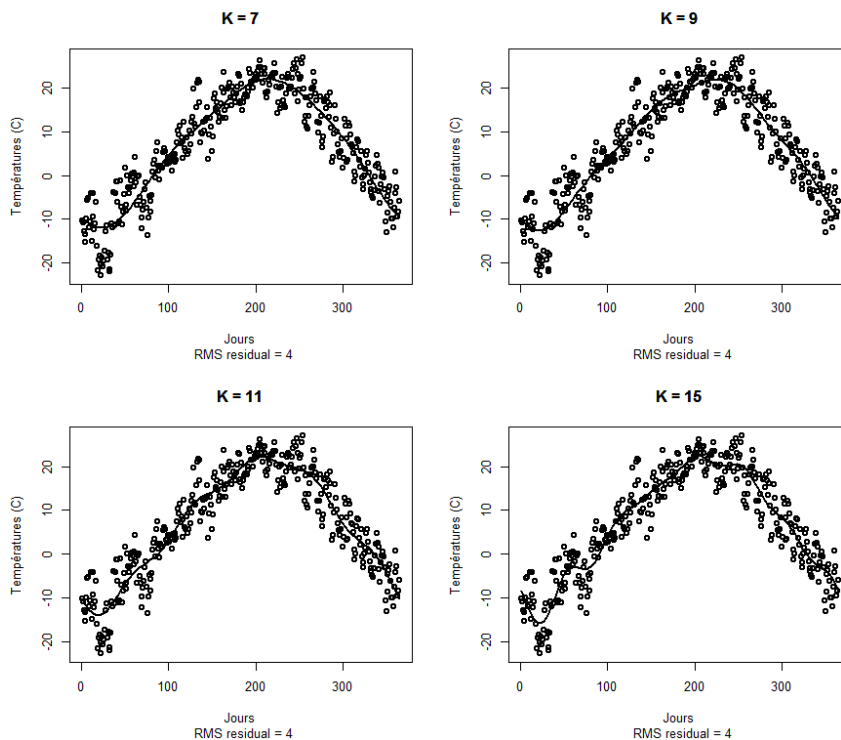 K = 7
20
10
0
-10
-20
Températures (C)
0 100 200 300
Jours
RMS residual = 4
K = 9
20
10
0
-10
-20
Températures (C)
0 100 200 300
Jours
RMS residual = 4
K = 11
20
10
0
-10
-20
Températures (C)
0 100 200 300
Jours
RMS residual = 4
K = 15
20
10
0
-10
-20
Températures (C)
0 100 200 300
Jours
RMS residual = 4